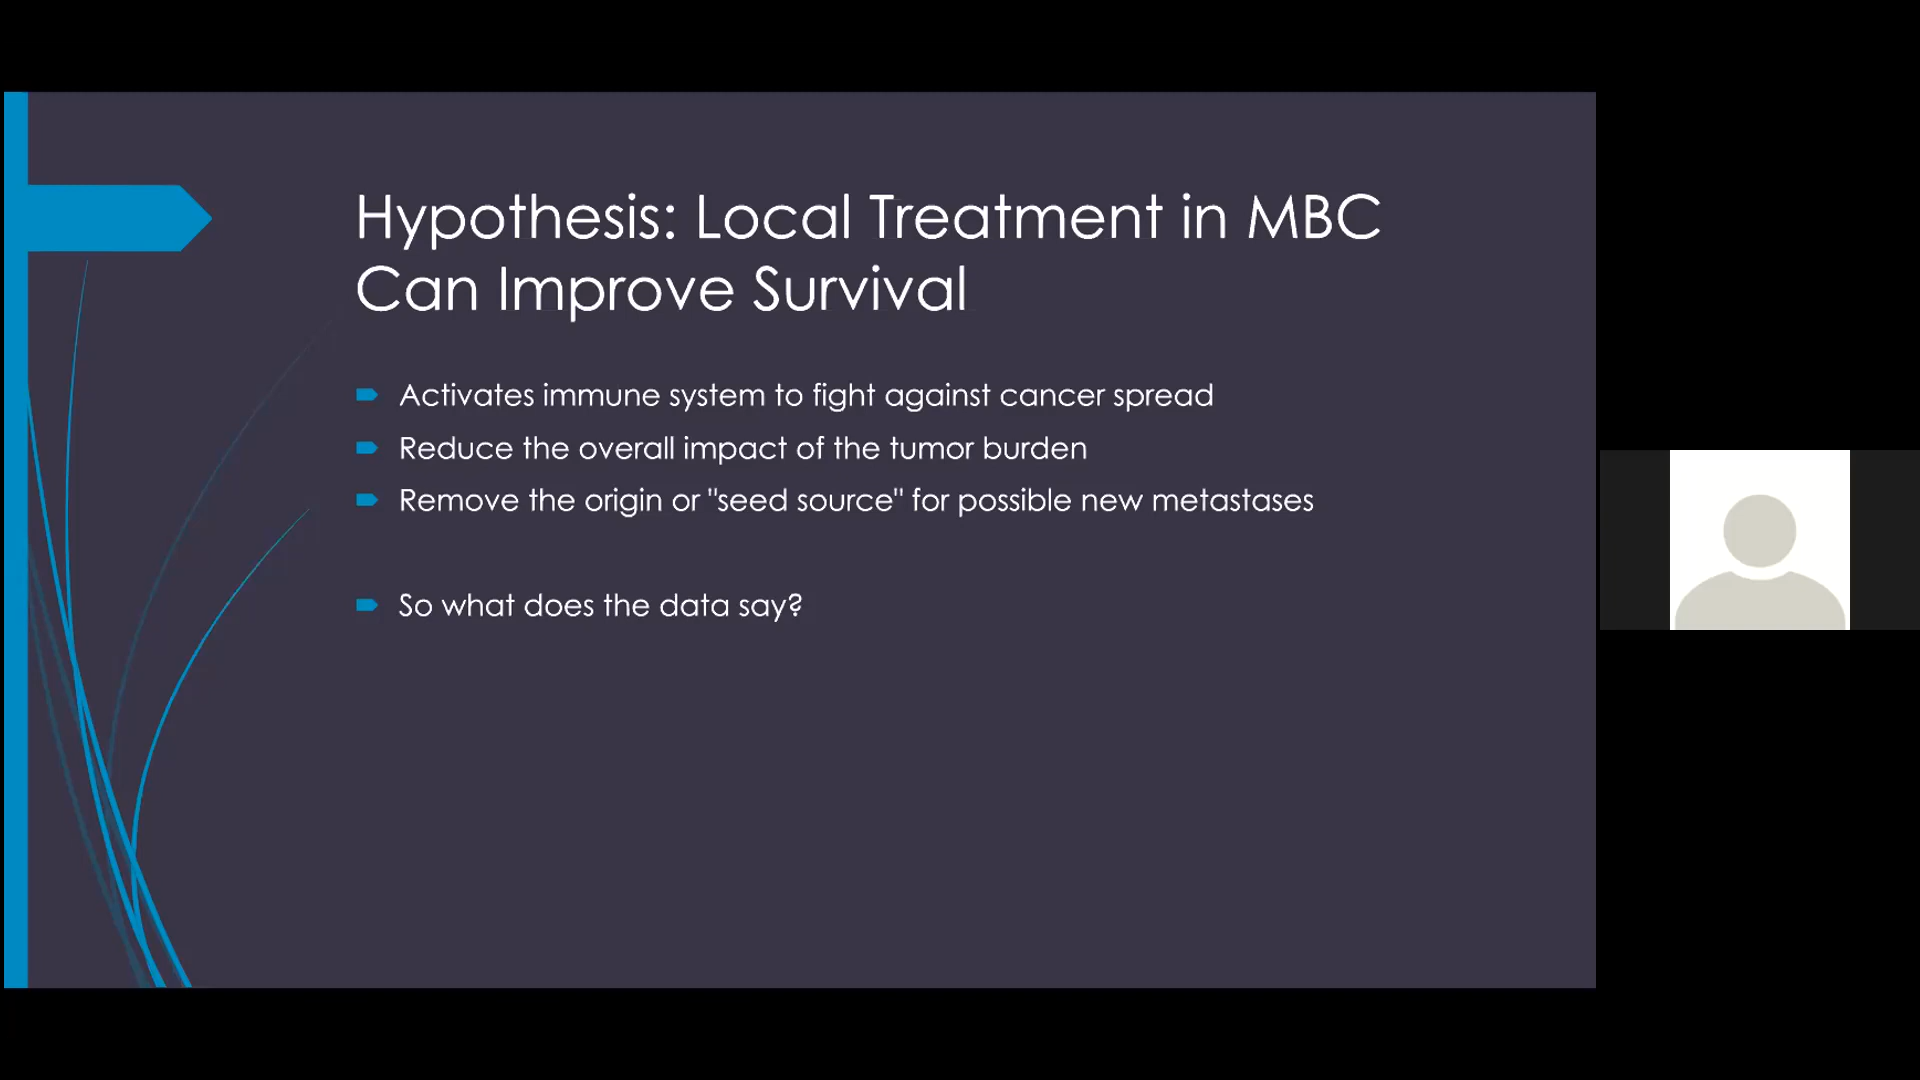 Hypothesis: Local Treatment in MBC
Can Improve Survival
Activates immune system to fight against cancer spread
Reduce the overall impact of the tumor burden
Remove the origin or "seed source" for possible new metastases
So what does the data say?